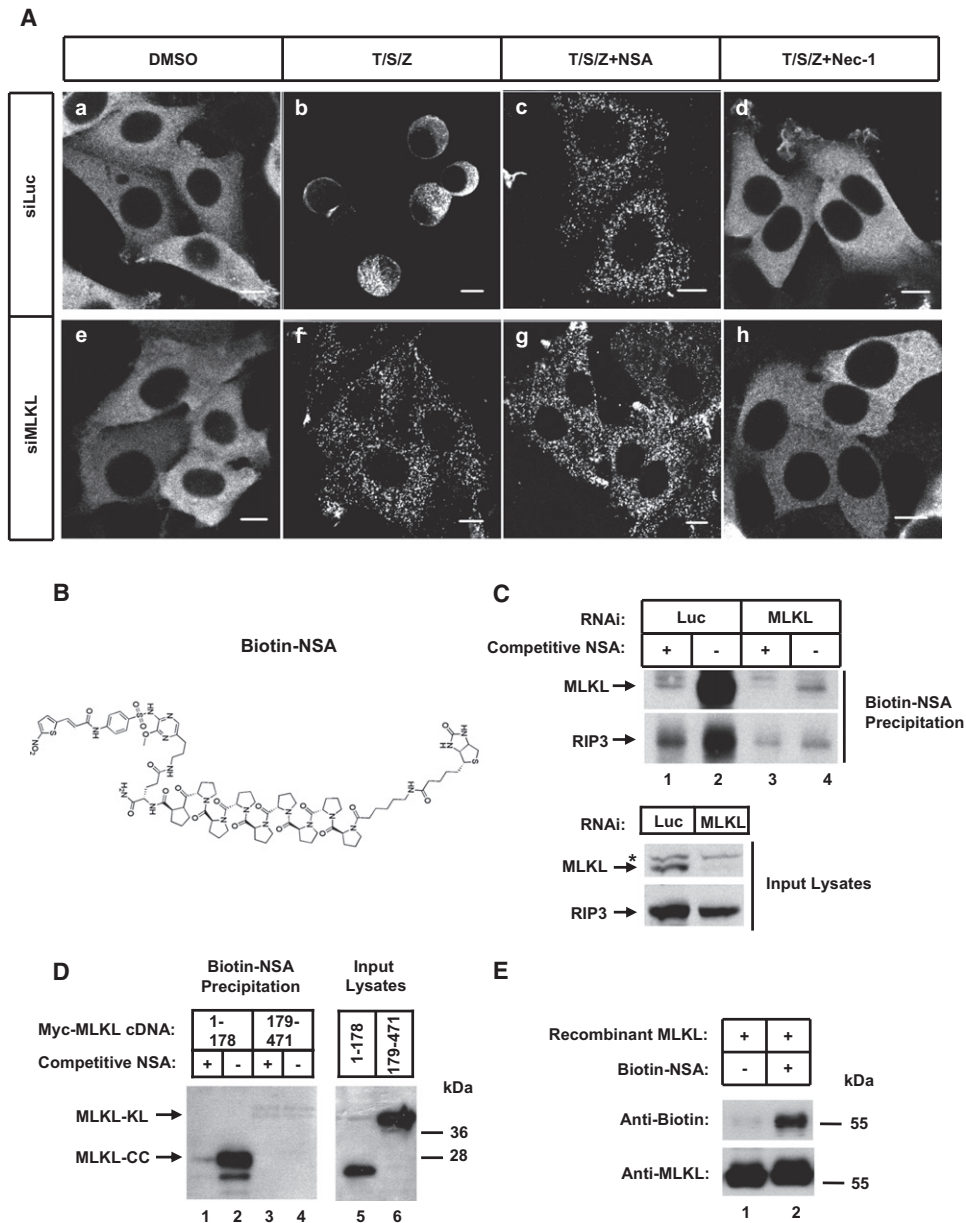 A
DMSO T/S/Z T/S/Z+NSA T/S/Z+Nec-1
siLuc
a b c d
siMLKL
e f g h
B
Biotin-NSA
C
RNAi: Luc MLKL
Competitive NSA: + - + -
MLKL
RIP3
Biotin-NSA
Precipitation
1 2 3 4
RNAi: Luc MLKL
*
MLKL
RIP3
Input Lysates
D
Biotin-NSA
Precipitation
Input
Lysates
Myc-MLKL cDNA: 1-178 179-471 1-178 179-471
Competitive NSA: + - + -
kDa
MLKL-KL
36
MLKL-CC
28
1 2 3 4 5 6
E
Recombinant MLKL: + +
Biotin-NSA: - +
kDa
Anti-Biotin: 55
Anti-MLKL: 55
1 2